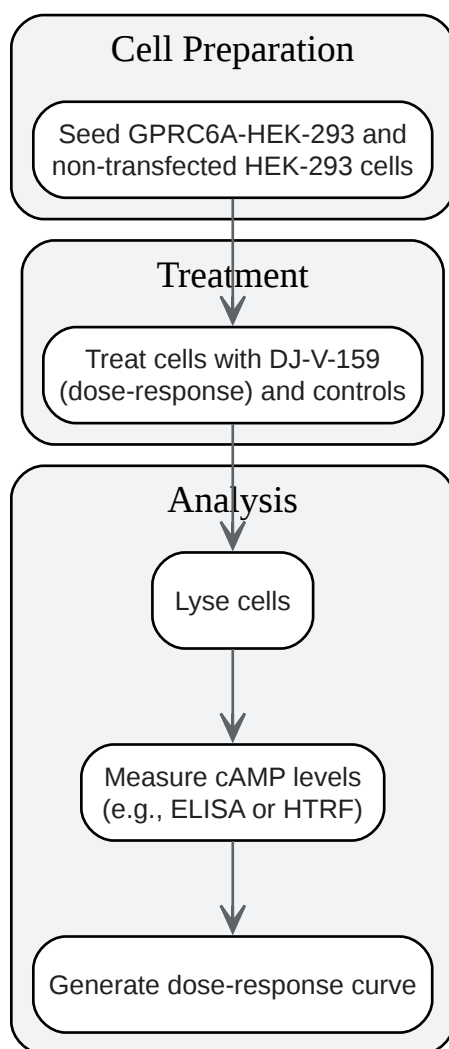 Cell Preparation
Seed GPRC6A-HEK-293 and
non-transfected HEK-293 cells
Treatment
Treat cells with DJ-V-159
(dose-response) and controls
Analysis
Lyse cells
Measure cAMP levels
(e.g., ELISA or HTRF)
Generate dose-response curve